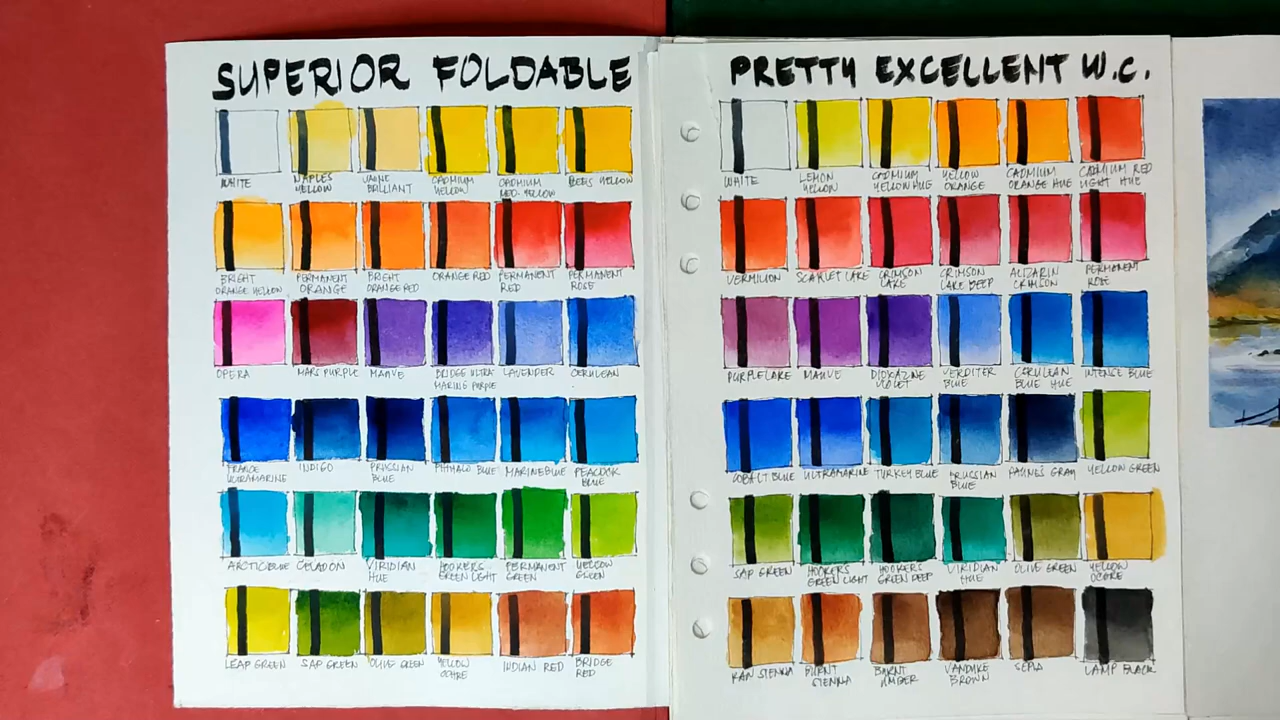 SUPERIOR FOLDABLE
WHITE
NAPLES
YELLOW
JAUNE
BRILLIANT
CADMIUM
YELLOW
CADMIUM
RED YELLOW
YELLOW
BRIGHT
ORANGE YELLOW
PERMANENT
ORANGE
BRIGHT
ORANGE RED
ORANGE RED
PERMANENT
RED
PERMANENT
ROSE
OPERA
MARS PURPLE
MAUVE
BRIDGE ULTRA-
MARINE PURPLE
LAVENDER
CERULEAN
FRANCE
ULTRAMARINE
INDIGO
PRUSSIAN
BLUE
PHTHALO BLUE
MARINE BLUE
PEACOCK
BLUE
ARCTIC BLUE
CELADON
VIRIDIAN
HUE
HOOKERS
GREEN LIGHT
PERMANENT
GREEN
YELLOW
GREEN
LEAP GREEN
SAP GREEN
OLIVE GREEN
YELLOW
OCHRE
INDIAN RED
BRIDGE
RED
PRETTY EXCELLENT W.C.
WHITE
LEMON
YELLOW
CADMIUM
YELLOW HUE
YELLOW
ORANGE
CADMIUM
ORANGE HUE
CADMIUM RED
LIGHT HUE
VERMILION
SCARLET LAKE
CRIMSON
LAKE
CRIMSON
LAKE DEEP
ALIZARIN
CRIMSON
PERMANENT
ROSE
PURPLE LAKE
MAUVE
DIOXAZINE
VIOLET
VERDITER
BLUE
CERULEAN
BLUE HUE
INTENSE BLUE
COBALT BLUE
ULTRAMARINE
TURKEY BLUE
PRUSSIAN
BLUE
PAYNES GRAY
YELLOW GREEN
SAP GREEN
HOOKERS
GREEN LIGHT
HOOKERS
GREEN DEEP
VIRIDIAN
HUE
OLIVE GREEN
YELLOW
OCHRE
RAW SIENNA
BURNT
SIENNA
BURNT
UMBER
VANDYKE
BROWN
SEPIA
LAMP BLACK